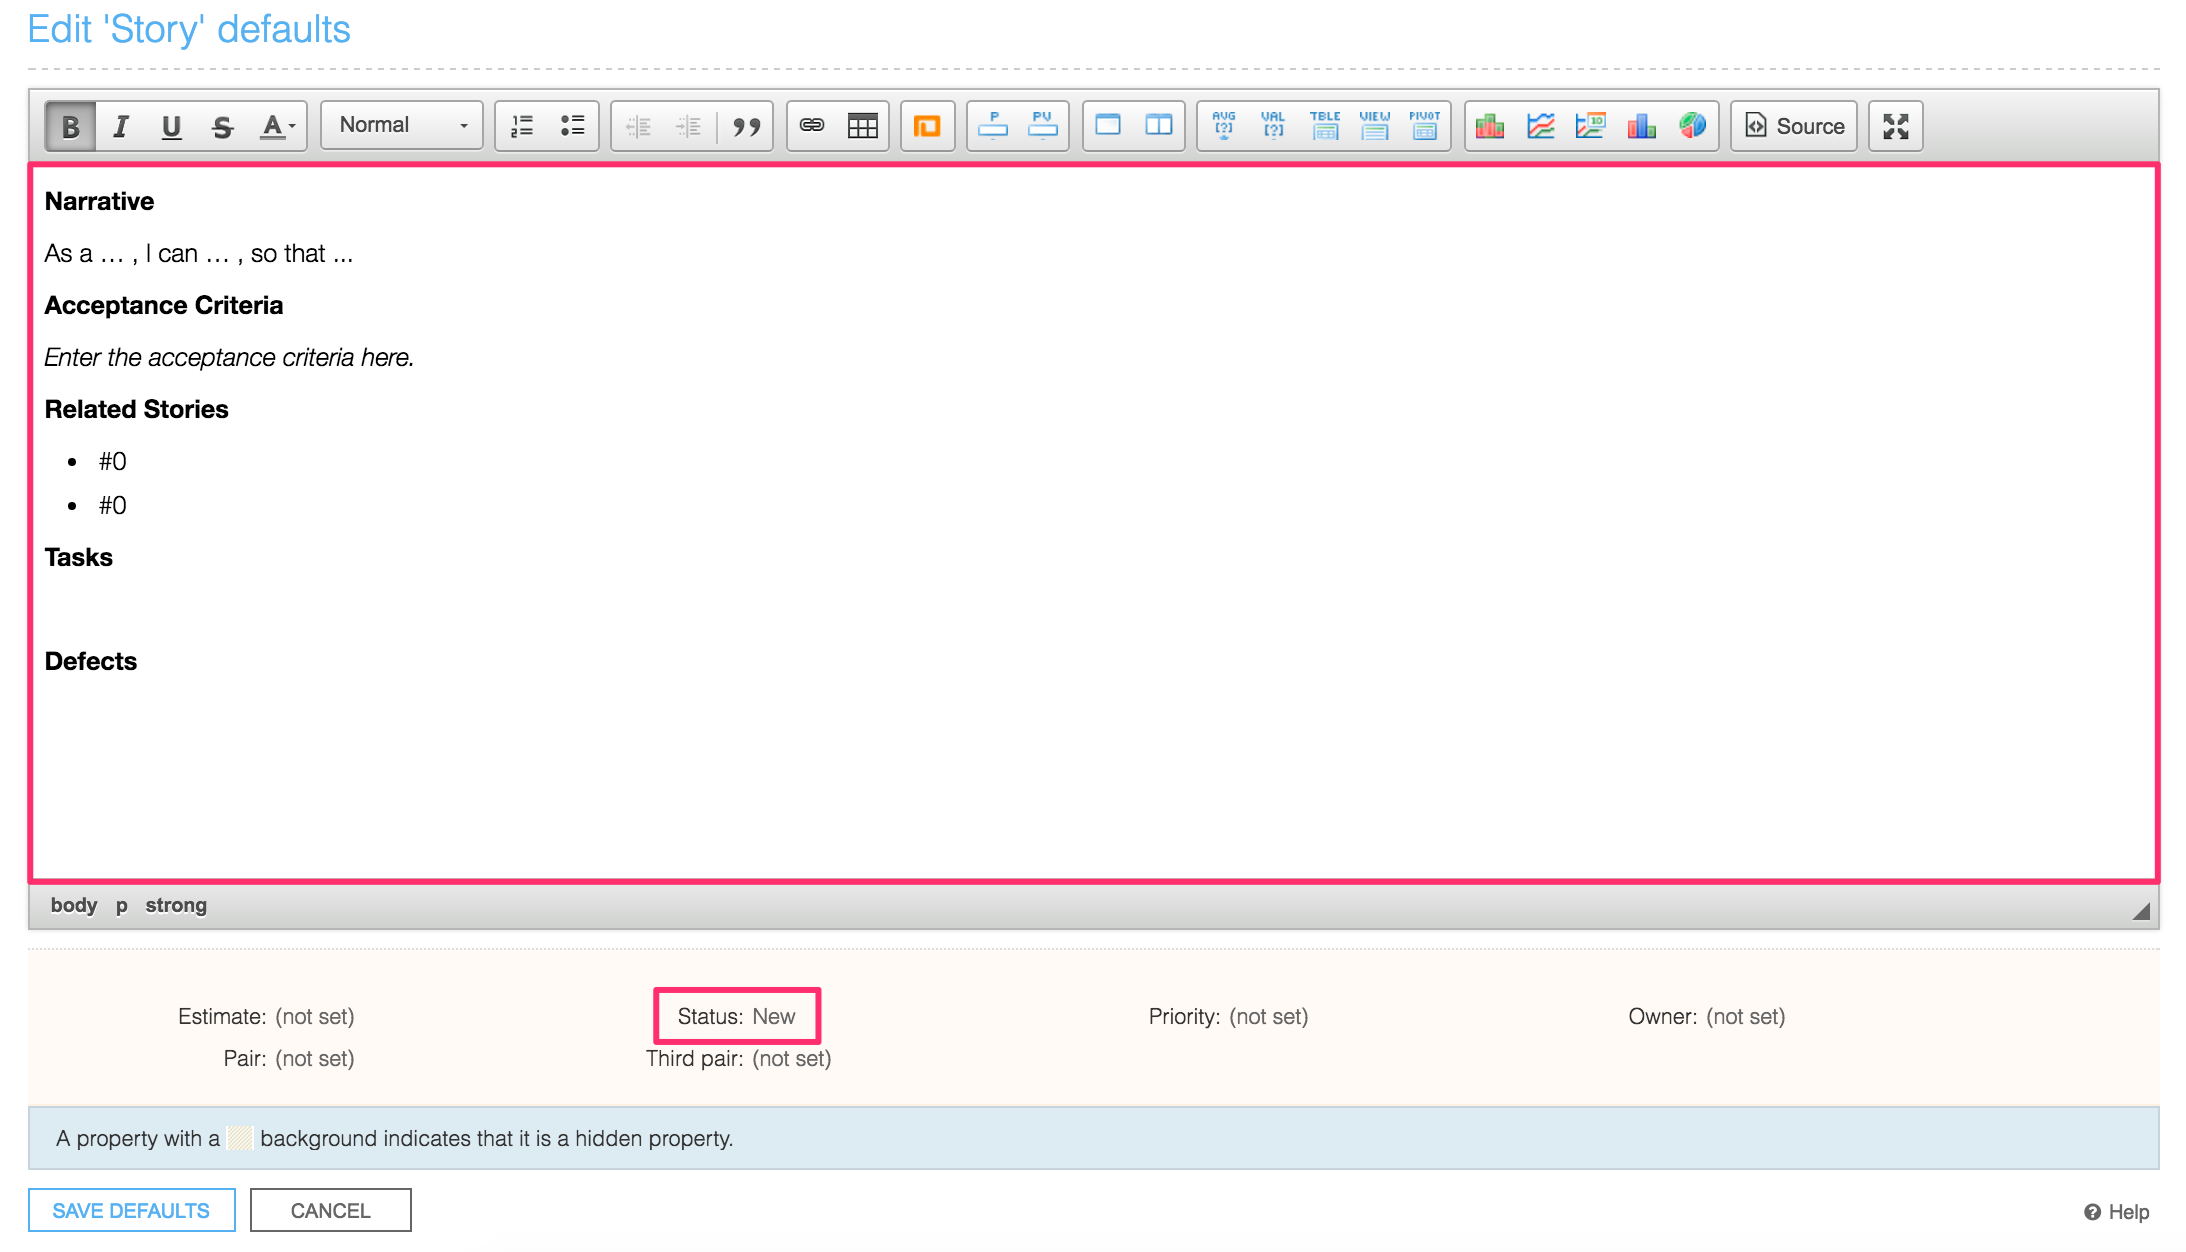 Edit 'Story' defaults
B I U S A Normal P PV AVG [?] VAL [?] TBLE VIEW PIVOT 10 Source
Narrative
As a … , I can … , so that ...
Acceptance Criteria
Enter the acceptance criteria here.
Related Stories
• #0
• #0
Tasks
Defects
body p strong
Estimate: (not set) Status: New Priority: (not set) Owner: (not set)
Pair: (not set) Third pair: (not set)
A property with a background indicates that it is a hidden property.
SAVE DEFAULTS CANCEL Help